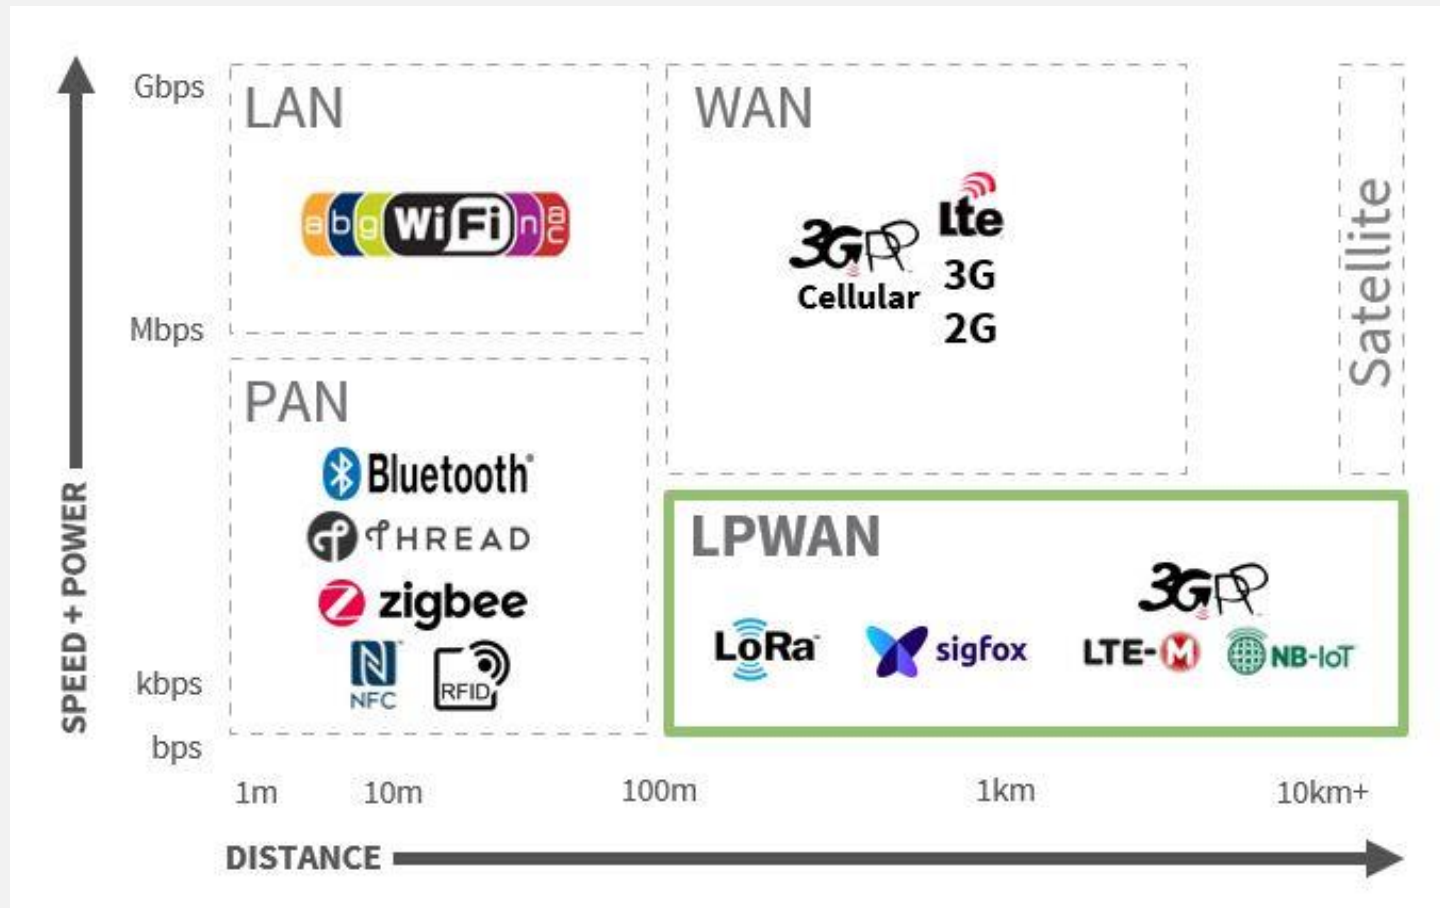 Gbps
LAN
WAN
a b g WiFi n ac
Lte
3GPP
Cellular
3G
2G
Satellite
Mbps
PAN
Bluetooth®
THREAD
zigbee
NFC
RFID
LPWAN
3GPP
LoRa™
sigfox
LTE-M
NB-IoT
SPEED + POWER
kbps
bps
1m 10m 100m 1km 10km+
DISTANCE